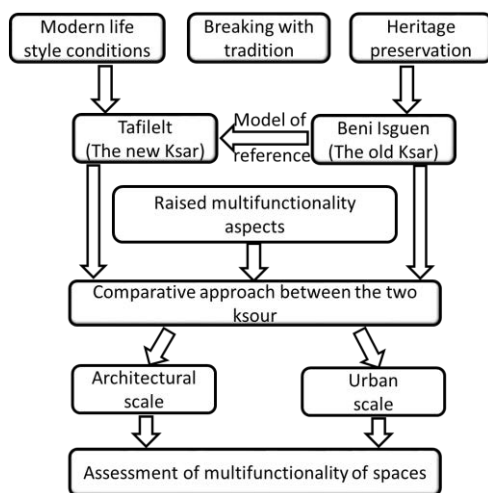 Modern life
style conditions
Breaking with
tradition
Heritage
preservation
Tafilelt
(The new Ksar)
Model of
reference
Beni Isguen
(The old Ksar)
Raised multifunctionality
aspects
Comparative approach between the two
ksour
Architectural
scale
Urban
scale
Assessment of multifunctionality of spaces